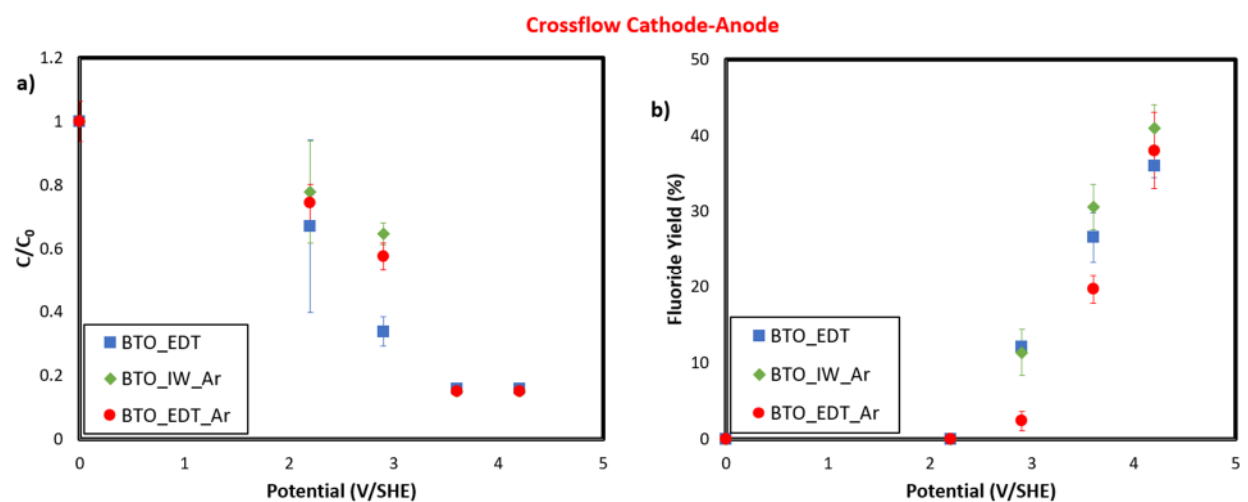 Crossflow Cathode-Anode
a)
1.2
1
0.8
0.6
0.4
0.2
0
C/C0
BTO_EDT
BTO_IW_Ar
BTO_EDT_Ar
0 1 2 3 4 5
Potential (V/SHE)
b)
50
40
30
20
10
0
Fluoride Yield (%)
BTO_EDT
BTO_IW_Ar
BTO_EDT_Ar
0 1 2 3 4 5
Potential (V/SHE)